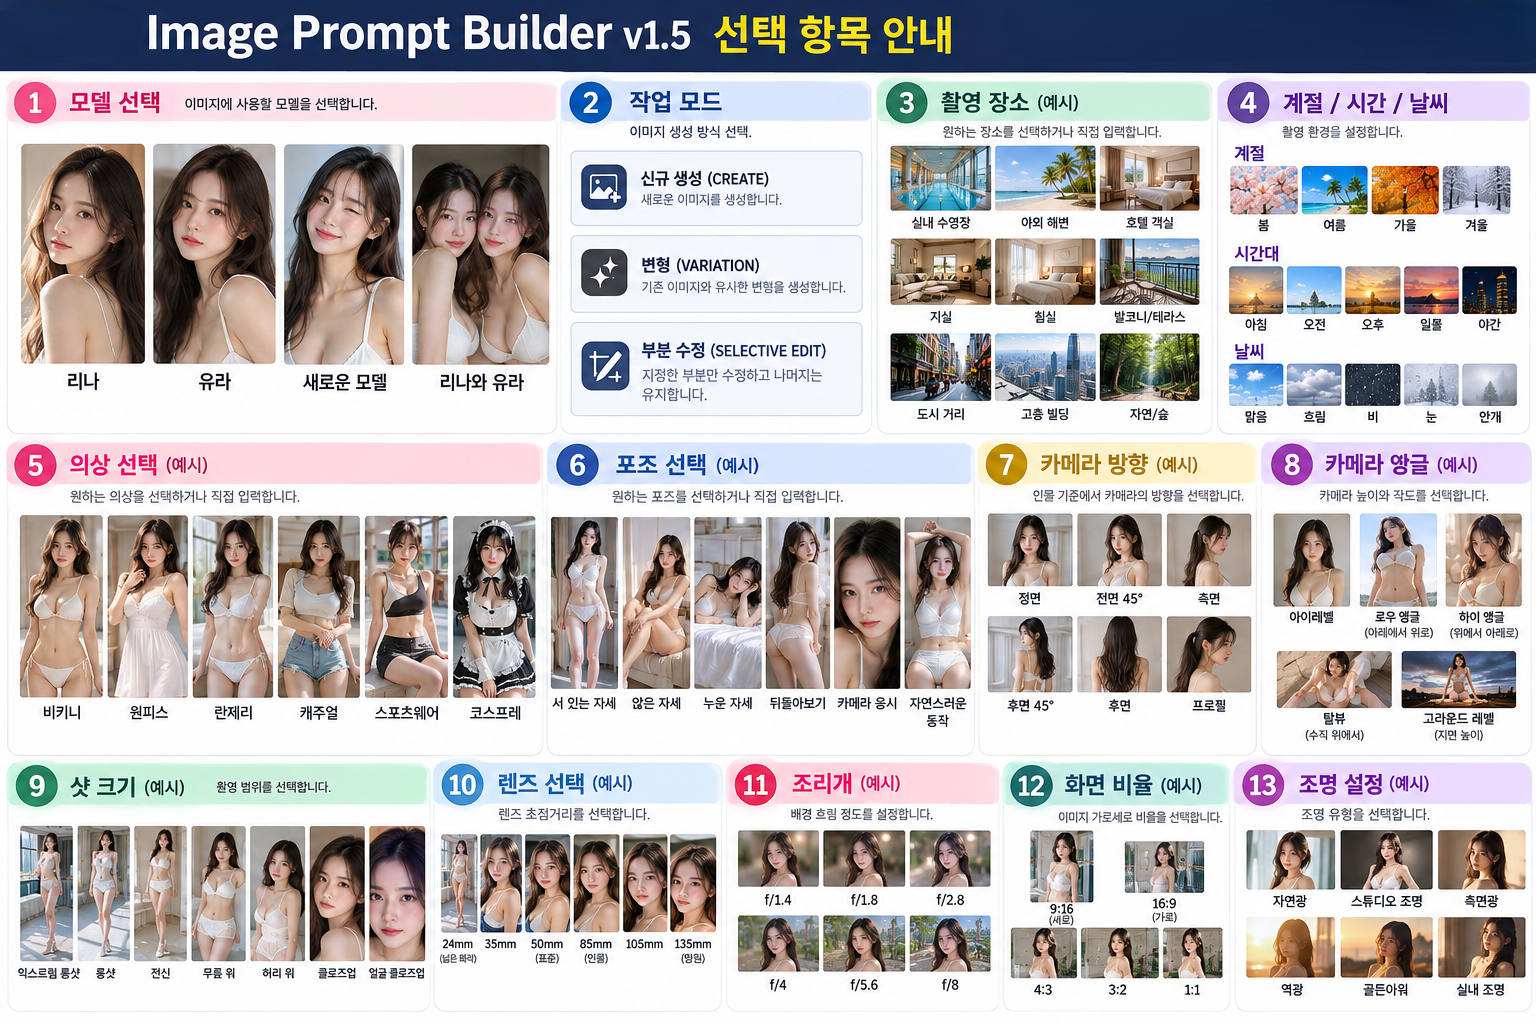 Image Prompt Builder v1.5 선택 항목 안내
1 모델 선택 이미지에 사용할 모델을 선택합니다.
리나
유라
새로운 모델
리나와 유라
2 작업 모드
이미지 생성 방식 선택.
신규 생성 (CREATE)
새로운 이미지를 생성합니다.
변형 (VARIATION)
기존 이미지와 유사한 변형을 생성합니다.
부분 수정 (SELECTIVE EDIT)
지정한 부분만 수정하고 나머지는
유지합니다.
3 촬영 장소 (예시)
원하는 장소를 선택하거나 직접 입력합니다.
실내 수영장
야외 해변
호텔 객실
지실
침실
발코니/테라스
도시 거리
고층 빌딩
자연/숲
4 계절 / 시간 / 날씨
촬영 환경을 설정합니다.
계절
봄
여름
가을
겨울
시간대
아침
오전
오후
일몰
야간
날씨
맑음
흐림
비
눈
안개
5 의상 선택 (예시)
원하는 의상을 선택하거나 직접 입력합니다.
비키니
원피스
란제리
캐주얼
스포츠웨어
코스프레
6 포즈 선택 (예시)
원하는 포즈를 선택하거나 직접 입력합니다.
서 있는 자세
앉은 자세
누운 자세
뒤돌아보기
카메라 응시
자연스러운
동작
7 카메라 방향 (예시)
인물 기준에서 카메라의 방향을 선택합니다.
정면
전면 45°
측면
후면 45°
후면
프로필
8 카메라 앙글 (예시)
카메라 높이와 각도를 선택합니다.
아이레벨
로우 앵글
(아래에서 위로)
하이 앵글
(위에서 아래로)
탑뷰
(수직 위에서)
그라운드 레벨
(지면 높이)
9 샷 크기 (예시) 촬영 범위를 선택합니다.
익스트림 롱샷
롱샷
전신
무릎 위
허리 위
클로즈업
얼굴 클로즈업
10 렌즈 선택 (예시)
렌즈 초점거리를 선택합니다.
24mm
35mm
50mm
(표준)
85mm
(인물)
105mm
135mm
(망원)
11 조리개 (예시)
배경 흐림 정도를 설정합니다.
f/1.4
f/1.8
f/2.8
f/4
f/5.6
f/8
12 화면 비율 (예시)
이미지 가로세로 비율을 선택합니다.
9:16
16:9
(가로)
4:3
3:2
1:1
13 조명 설정 (예시)
조명 유형을 선택합니다.
자연광
스튜디오 조명
측면광
역광
골든아워
실내 조명